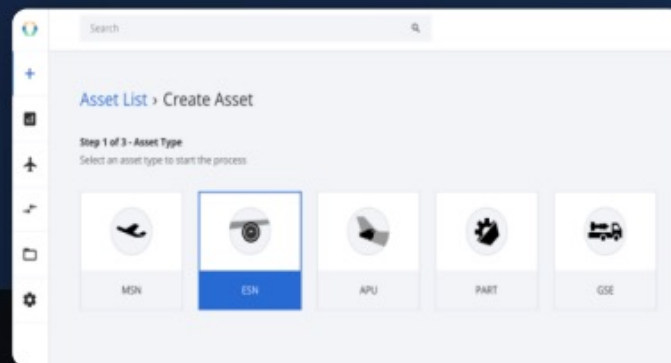 Search
Asset List › Create Asset
Step 1 of 3 - Asset Type
Select an asset type to start the process
MSN
ESN
APU
PART
GSE